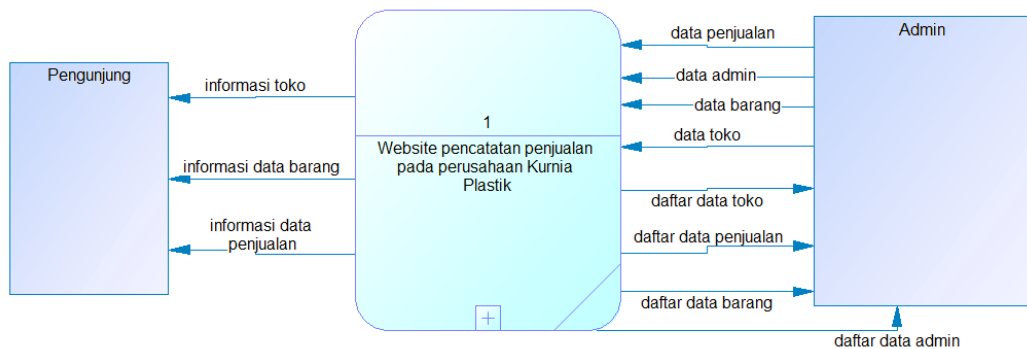 Pengunjung
informasi toko
informasi data barang
informasi data
penjualan
1
Website pencatatan penjualan
pada perusahaan Kurnia
Plastik
Admin
data penjualan
data admin
data barang
data toko
daftar data toko
daftar data penjualan
daftar data barang
daftar data admin